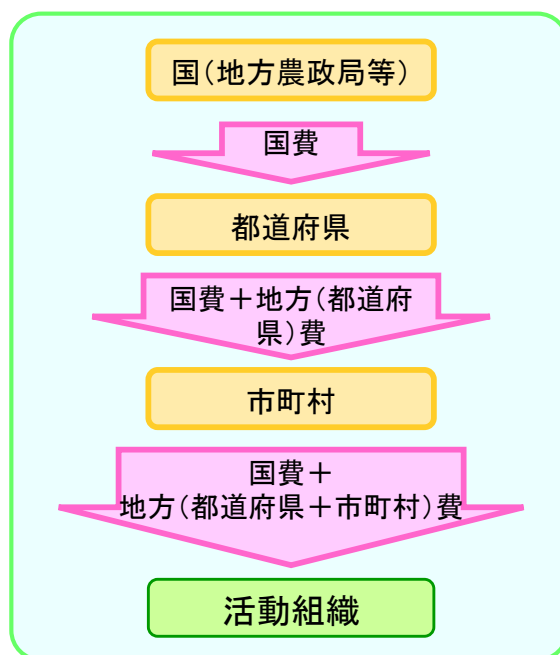 国（地方農政局等）
国費
都道府県
国費＋地方（都道府
県）費
市町村
国費＋
地方（都道府県＋市町村）費
活動組織